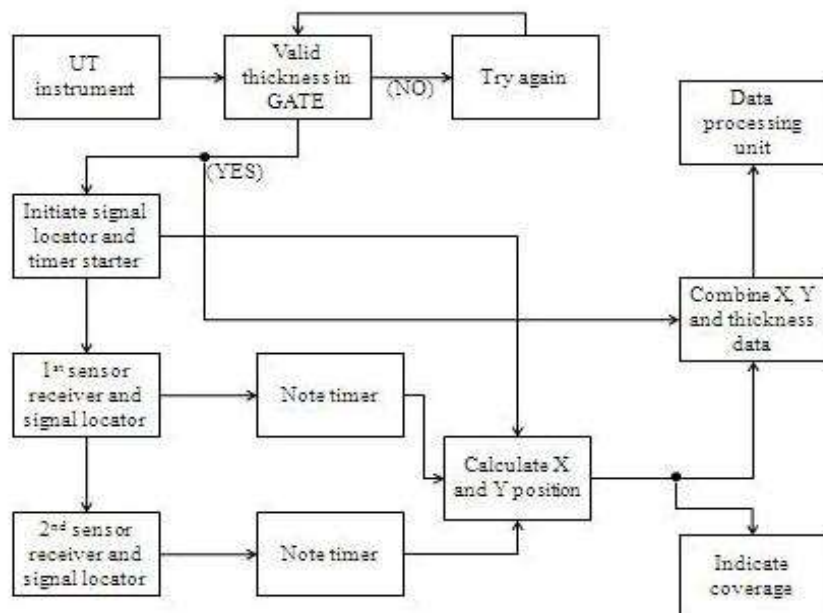 UT
instrument
Valid
thickness in
GATE
(NO)
Try again
Data
processing
unit
(YES)
Initiate signal
locator and
timer starter
Combine X, Y
and thickness
data
1st sensor
receiver and
signal locator
Note timer
Calculate X
and Y position
2nd sensor
receiver and
signal locator
Note timer
Indicate
coverage